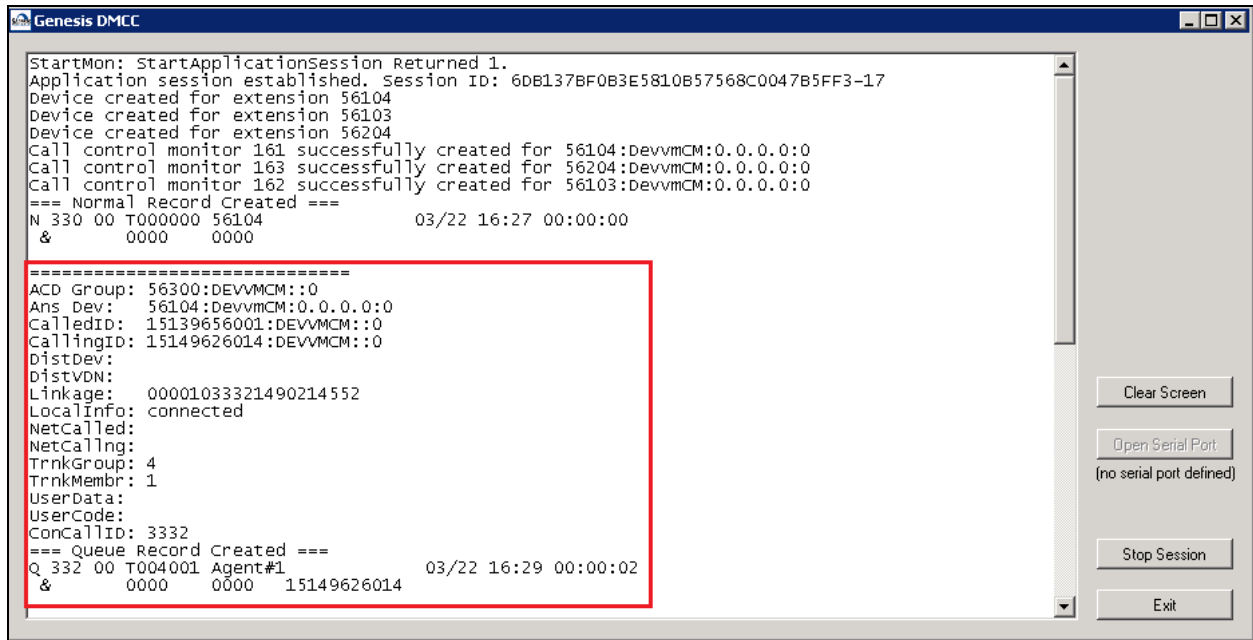 Genesis DMCC
StartMon: StartApplicationSession Returned 1.
Application session established. Session ID: 6DB137BF0B3E5810B57568C0047B5FF3-17
Device created for extension 56104
Device created for extension 56103
Device created for extension 56204
Call control monitor 161 successfully created for 56104:DevvmCM:0.0.0.0:0
Call control monitor 163 successfully created for 56204:DevvmCM:0.0.0.0:0
Call control monitor 162 successfully created for 56103:DevvmCM:0.0.0.0:0
=== Normal Record Created ===
N 330 00 T000000 56104 03/22 16:27 00:00:00
& 0000 0000
==============================
ACD Group: 56300:DEVVMCM::0
Ans Dev: 56104:DevvmCM:0.0.0.0:0
CalledID: 15139656001:DEVVMCM::0
CallingID: 15149626014:DEVVMCM::0
DistDev:
DistVDN:
Linkage: 00001033321490214552
LocalInfo: connected
NetCalled:
NetCallng:
TrnkGroup: 4
TrnkMembr: 1
UserData:
UserCode:
ConCallID: 3332
=== Queue Record Created ===
Q 332 00 T004001 Agent#1 03/22 16:29 00:00:02
& 0000 0000 15149626014
Clear Screen
Open Serial Port
(no serial port defined)
Stop Session
Exit